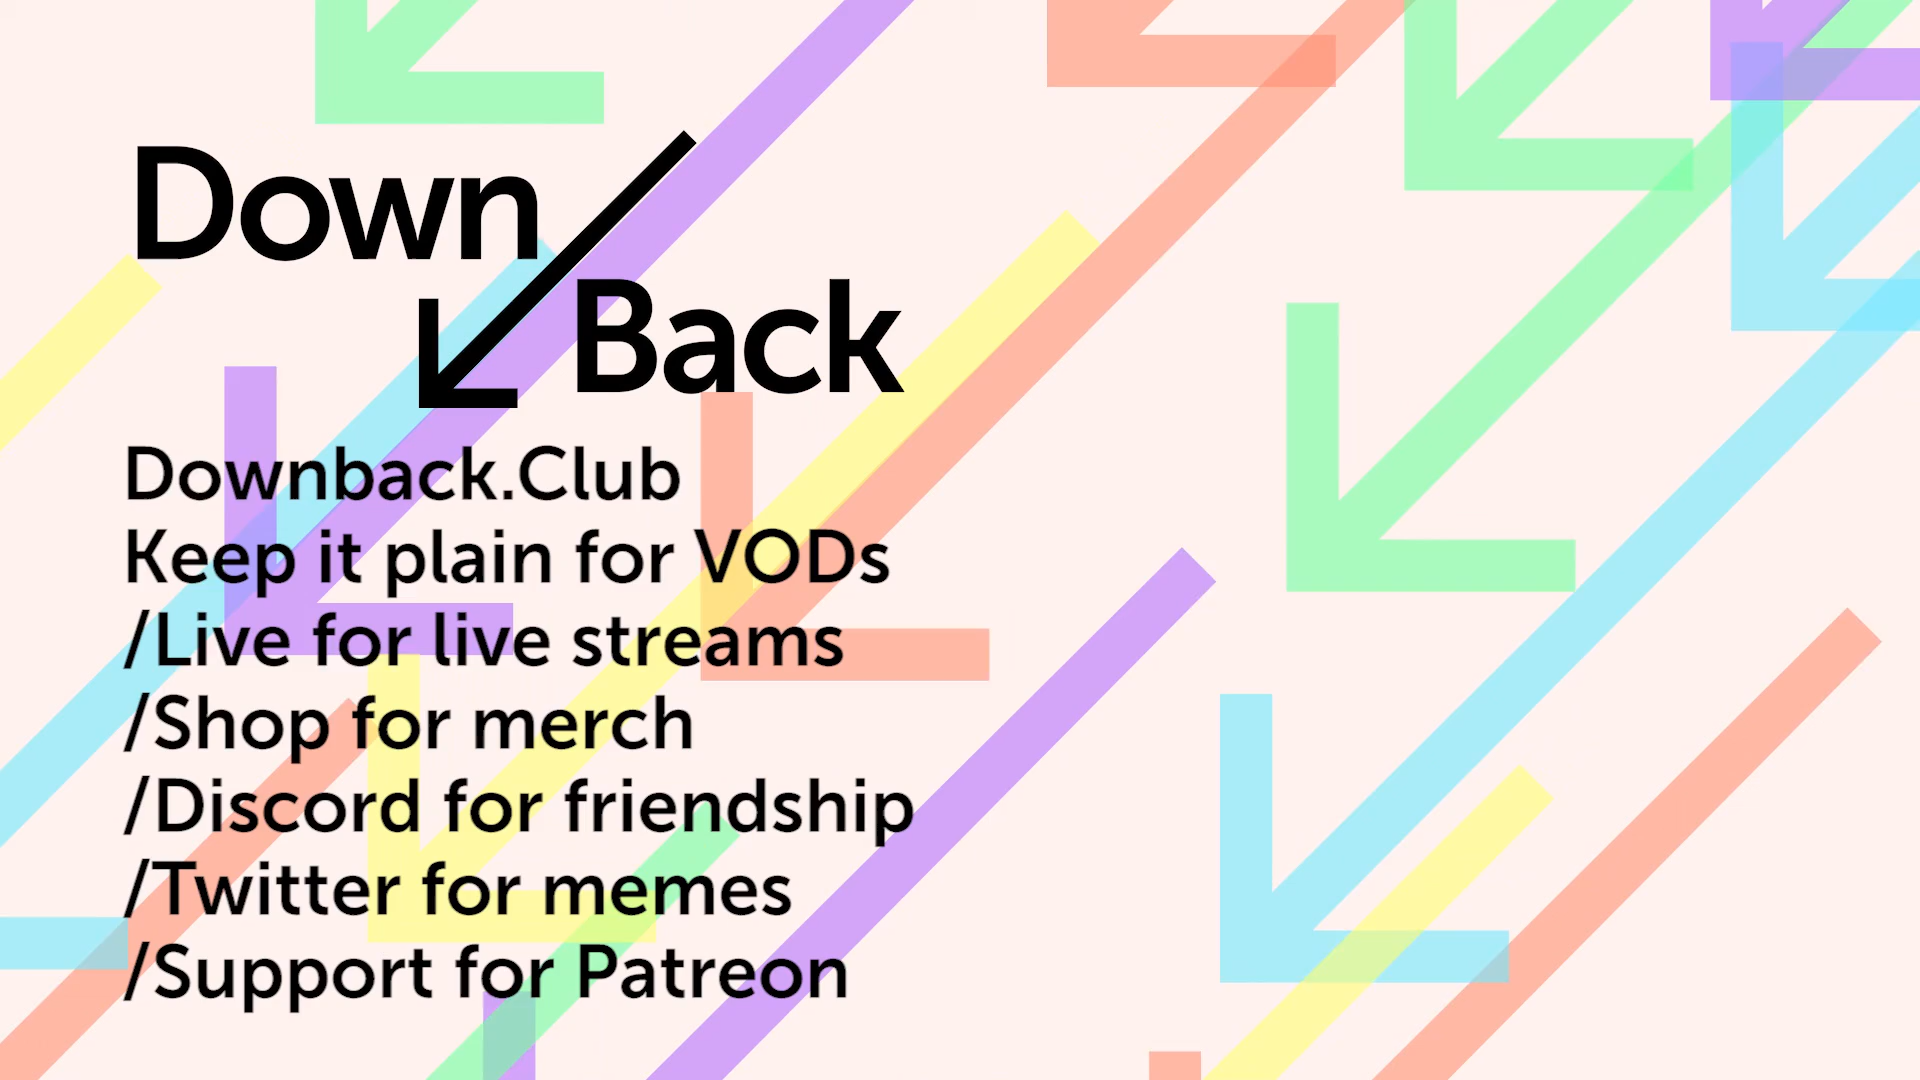 Down
Back
Downback.Club
Keep it plain for VODs
/Live for live streams
/Shop for merch
/Discord for friendship
/Twitter for memes
/Support for Patreon